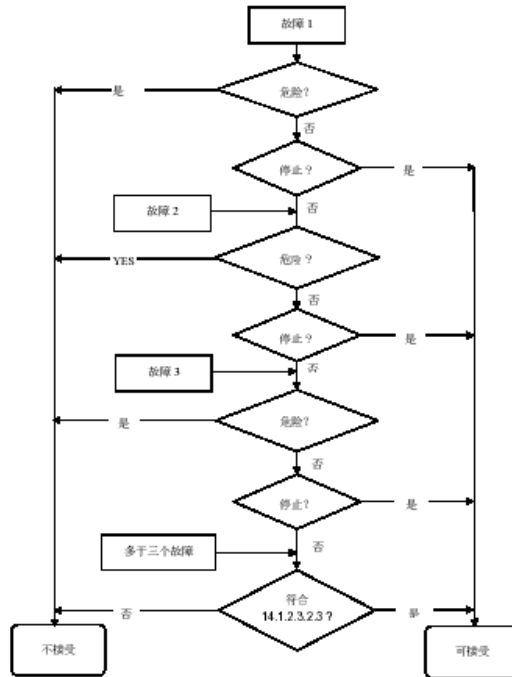 故障 1
危险?
是
否
停止?
是
故障 2
否
危险?
YES
否
停止?
是
故障 3
否
危险?
是
否
停止?
是
多于三个故障
否
符合
14.1.2.3.2.3 ?
否
是
不接受
可接受